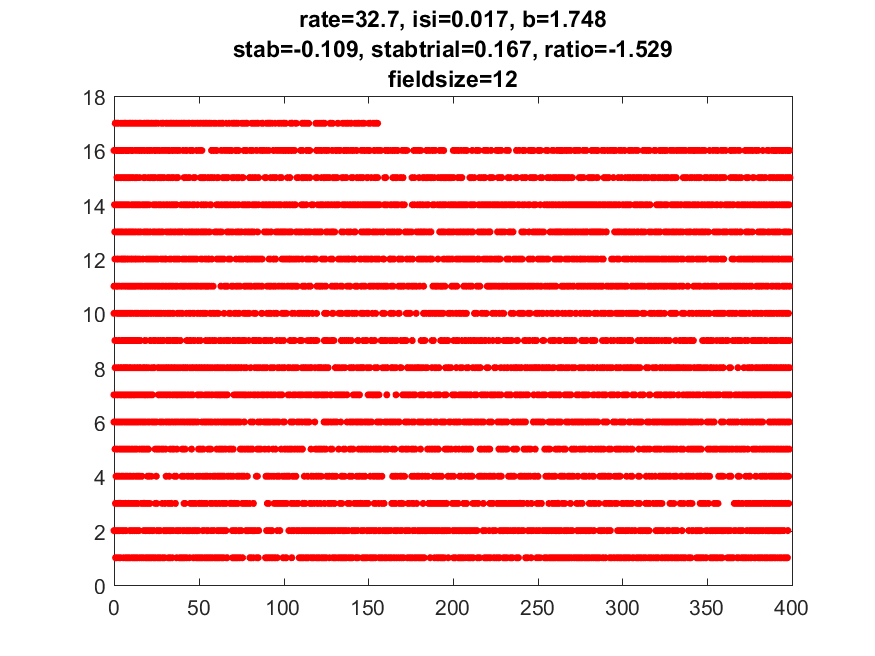 rate=32.7, isi=0.017, b=1.748
stab=-0.109, stabtrial=0.167, ratio=-1.529
fieldsize=12
18
16
14
12
10
8
6
4
2
0
0 50 100 150 200 250 300 350 400